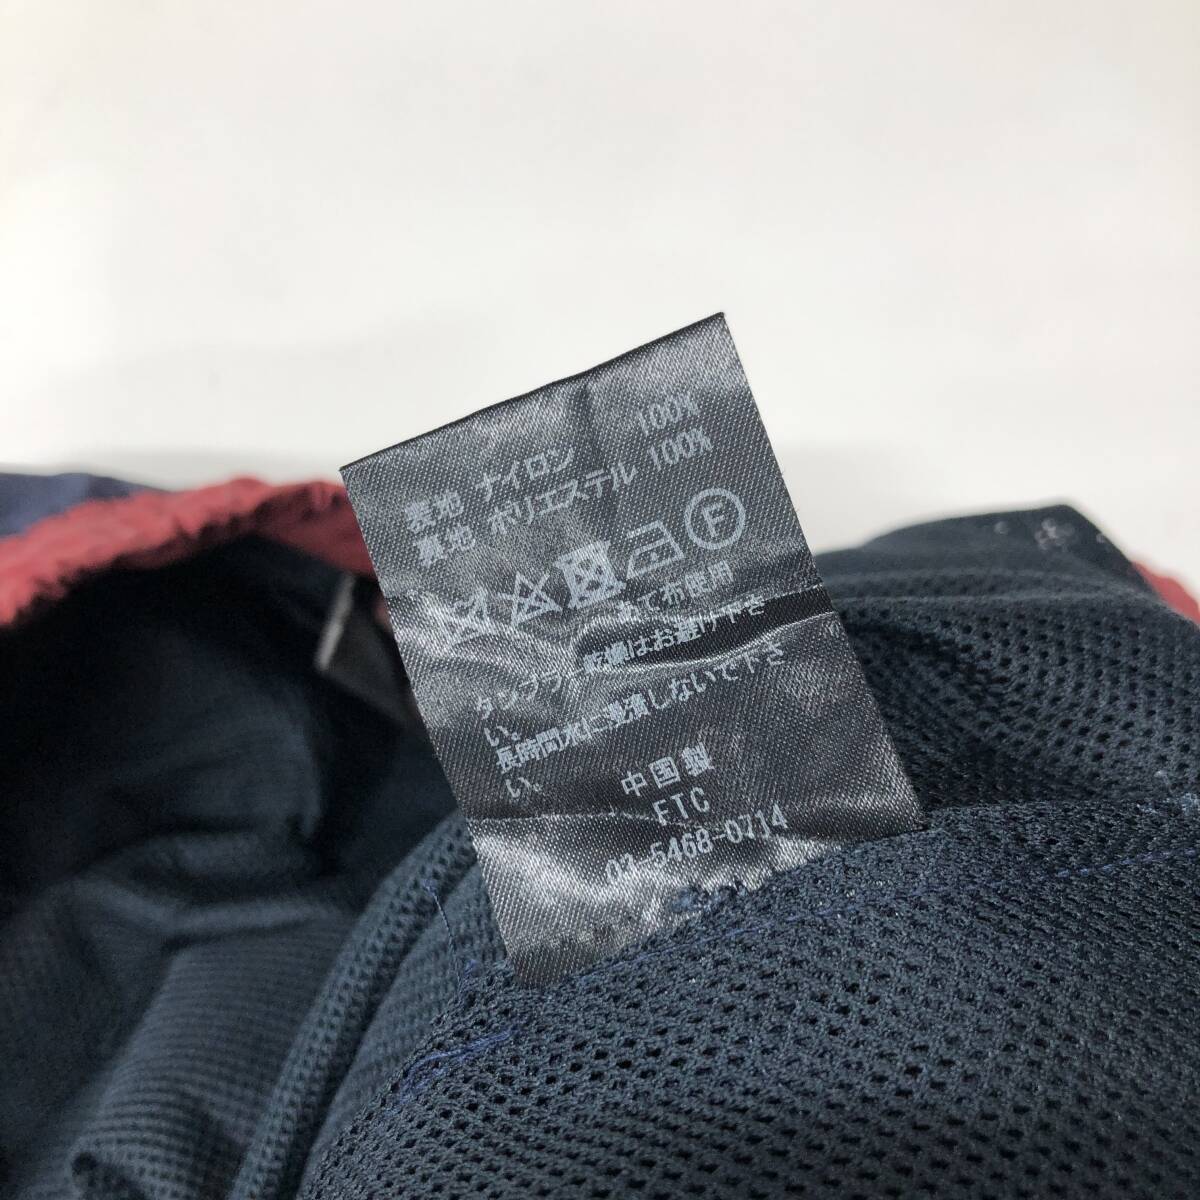 表地 ナイロン 100%
裏地 ポリエステル 100%
F
あて布使用
タンブラー乾燥はお避け下さ
い。
長時間水に浸漬しないで下さ
い。
中国製
FTC
03-5468-0714